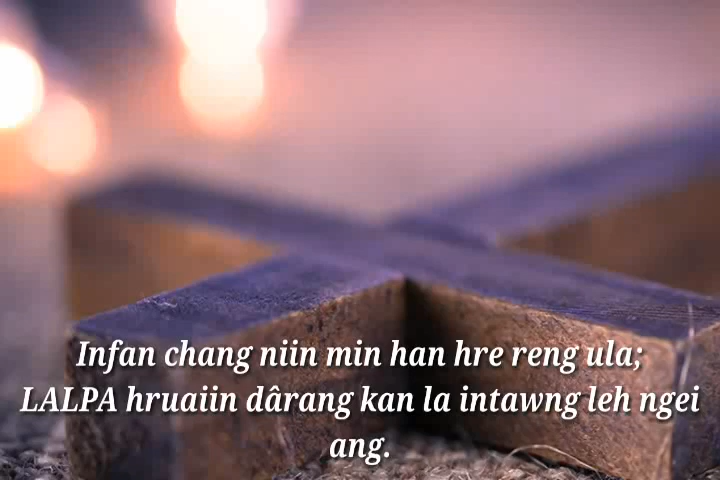 Infan chang niin min han hre reng ula;
LALPA hruaiin dârang kan la intawng leh ngei
ang.